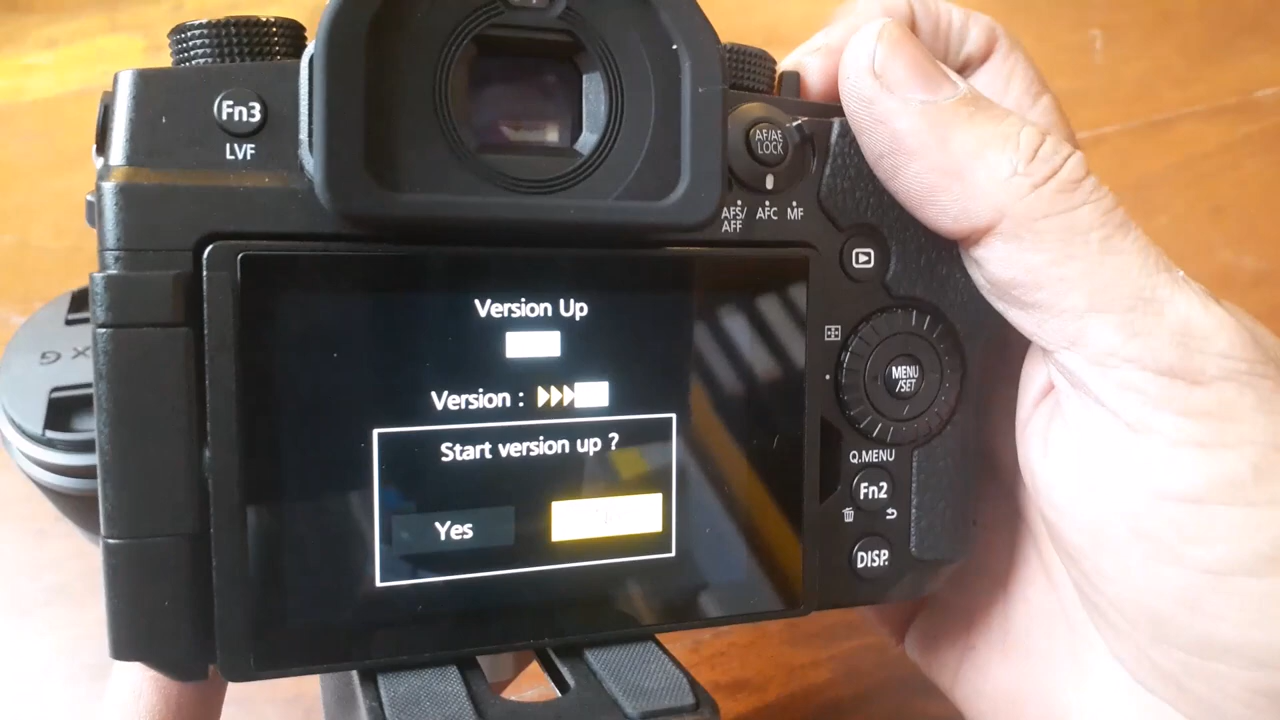 Fn3
LVF
AF/AE
LOCK
AFS/
AFF
AFC
MF
Version Up
Version :
Start version up ?
Yes
MENU
/SET
Q.MENU
Fn2
DISP.
X G